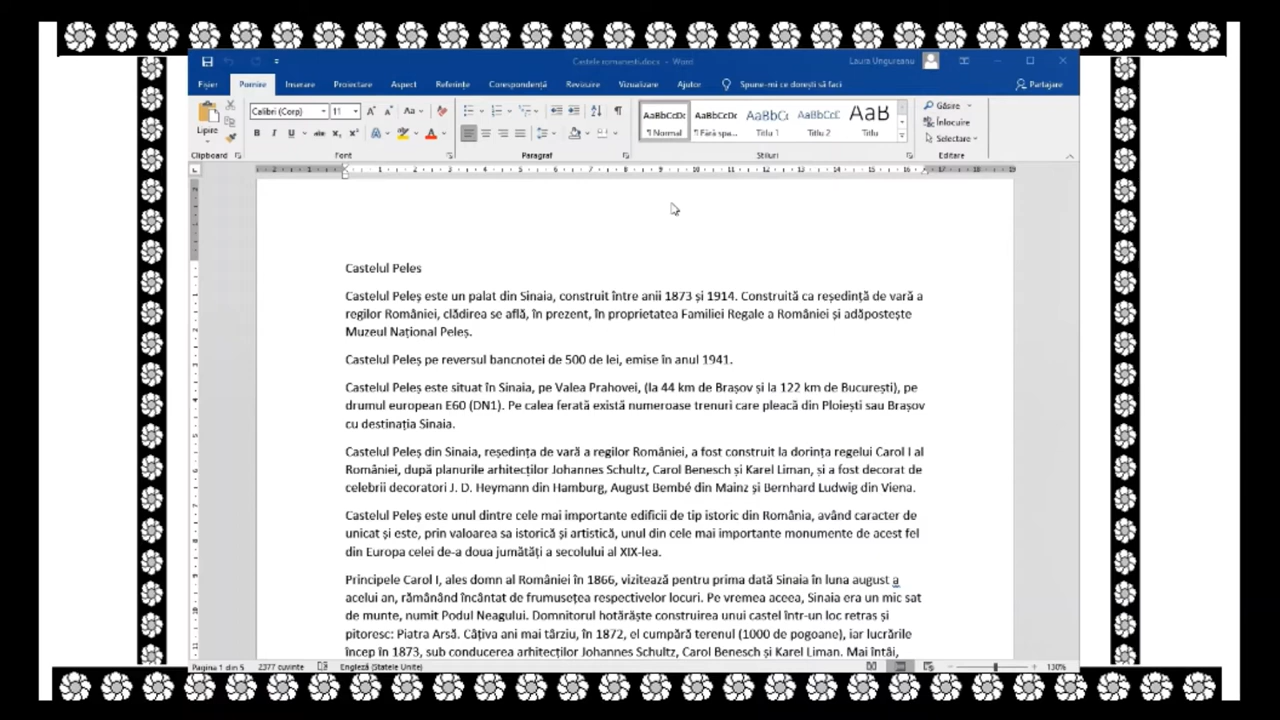 Castele romanesti.docx - Word
Laura Ungureanu
Fișier Pornire Inserare Proiectare Aspect Referințe Corespondență Revizuire Vizualizare Ajutor Spune-mi ce dorești să faci Partajare
Lipire
Calibri (Corp) 11
AaBbCcDc AaBbCcDc AaBbCc AaBbCcD AaB
¶ Normal ¶ Fără spa... Titlu 1 Titlu 2 Titlu
Găsire
Înlocuire
Selectare
Clipboard Font Paragraf Stiluri Editare
Castelul Peles
Castelul Peleș este un palat din Sinaia, construit între anii 1873 și 1914. Construită ca reședință de vară a
regilor României, clădirea se află, în prezent, în proprietatea Familiei Regale a României și adăpostește
Muzeul Național Peleș.
Castelul Peleș pe reversul bancnotei de 500 de lei, emise în anul 1941.
Castelul Peleș este situat în Sinaia, pe Valea Prahovei, (la 44 km de Brașov și la 122 km de București), pe
drumul european E60 (DN1). Pe calea ferată există numeroase trenuri care pleacă din Ploiești sau Brașov
cu destinația Sinaia.
Castelul Peleș din Sinaia, reședința de vară a regilor României, a fost construit la dorința regelui Carol I al
României, după planurile arhitecților Johannes Schultz, Carol Benesch și Karel Liman, și a fost decorat de
celebrii decoratori J. D. Heymann din Hamburg, August Bembé din Mainz și Bernhard Ludwig din Viena.
Castelul Peleș este unul dintre cele mai importante edificii de tip istoric din România, având caracter de
unicat și este, prin valoarea sa istorică și artistică, unul din cele mai importante monumente de acest fel
din Europa celei de-a doua jumătăți a secolului al XIX-lea.
Principele Carol I, ales domn al României în 1866, vizitează pentru prima dată Sinaia în luna august a
acelui an, rămânând încântat de frumusețea respectivelor locuri. Pe vremea aceea, Sinaia era un mic sat
de munte, numit Podul Neagului. Domnitorul hotărăște construirea unui castel într-un loc retras și
pitoresc: Piatra Arsă. Câțiva ani mai târziu, în 1872, el cumpără terenul (1000 de pogoane), iar lucrările
încep în 1873, sub conducerea arhitecților Johannes Schultz, Carol Benesch și Karel Liman. Mai întâi,
Pagina 1 din 5 2377 cuvinte Engleză (Statele Unite) 130%